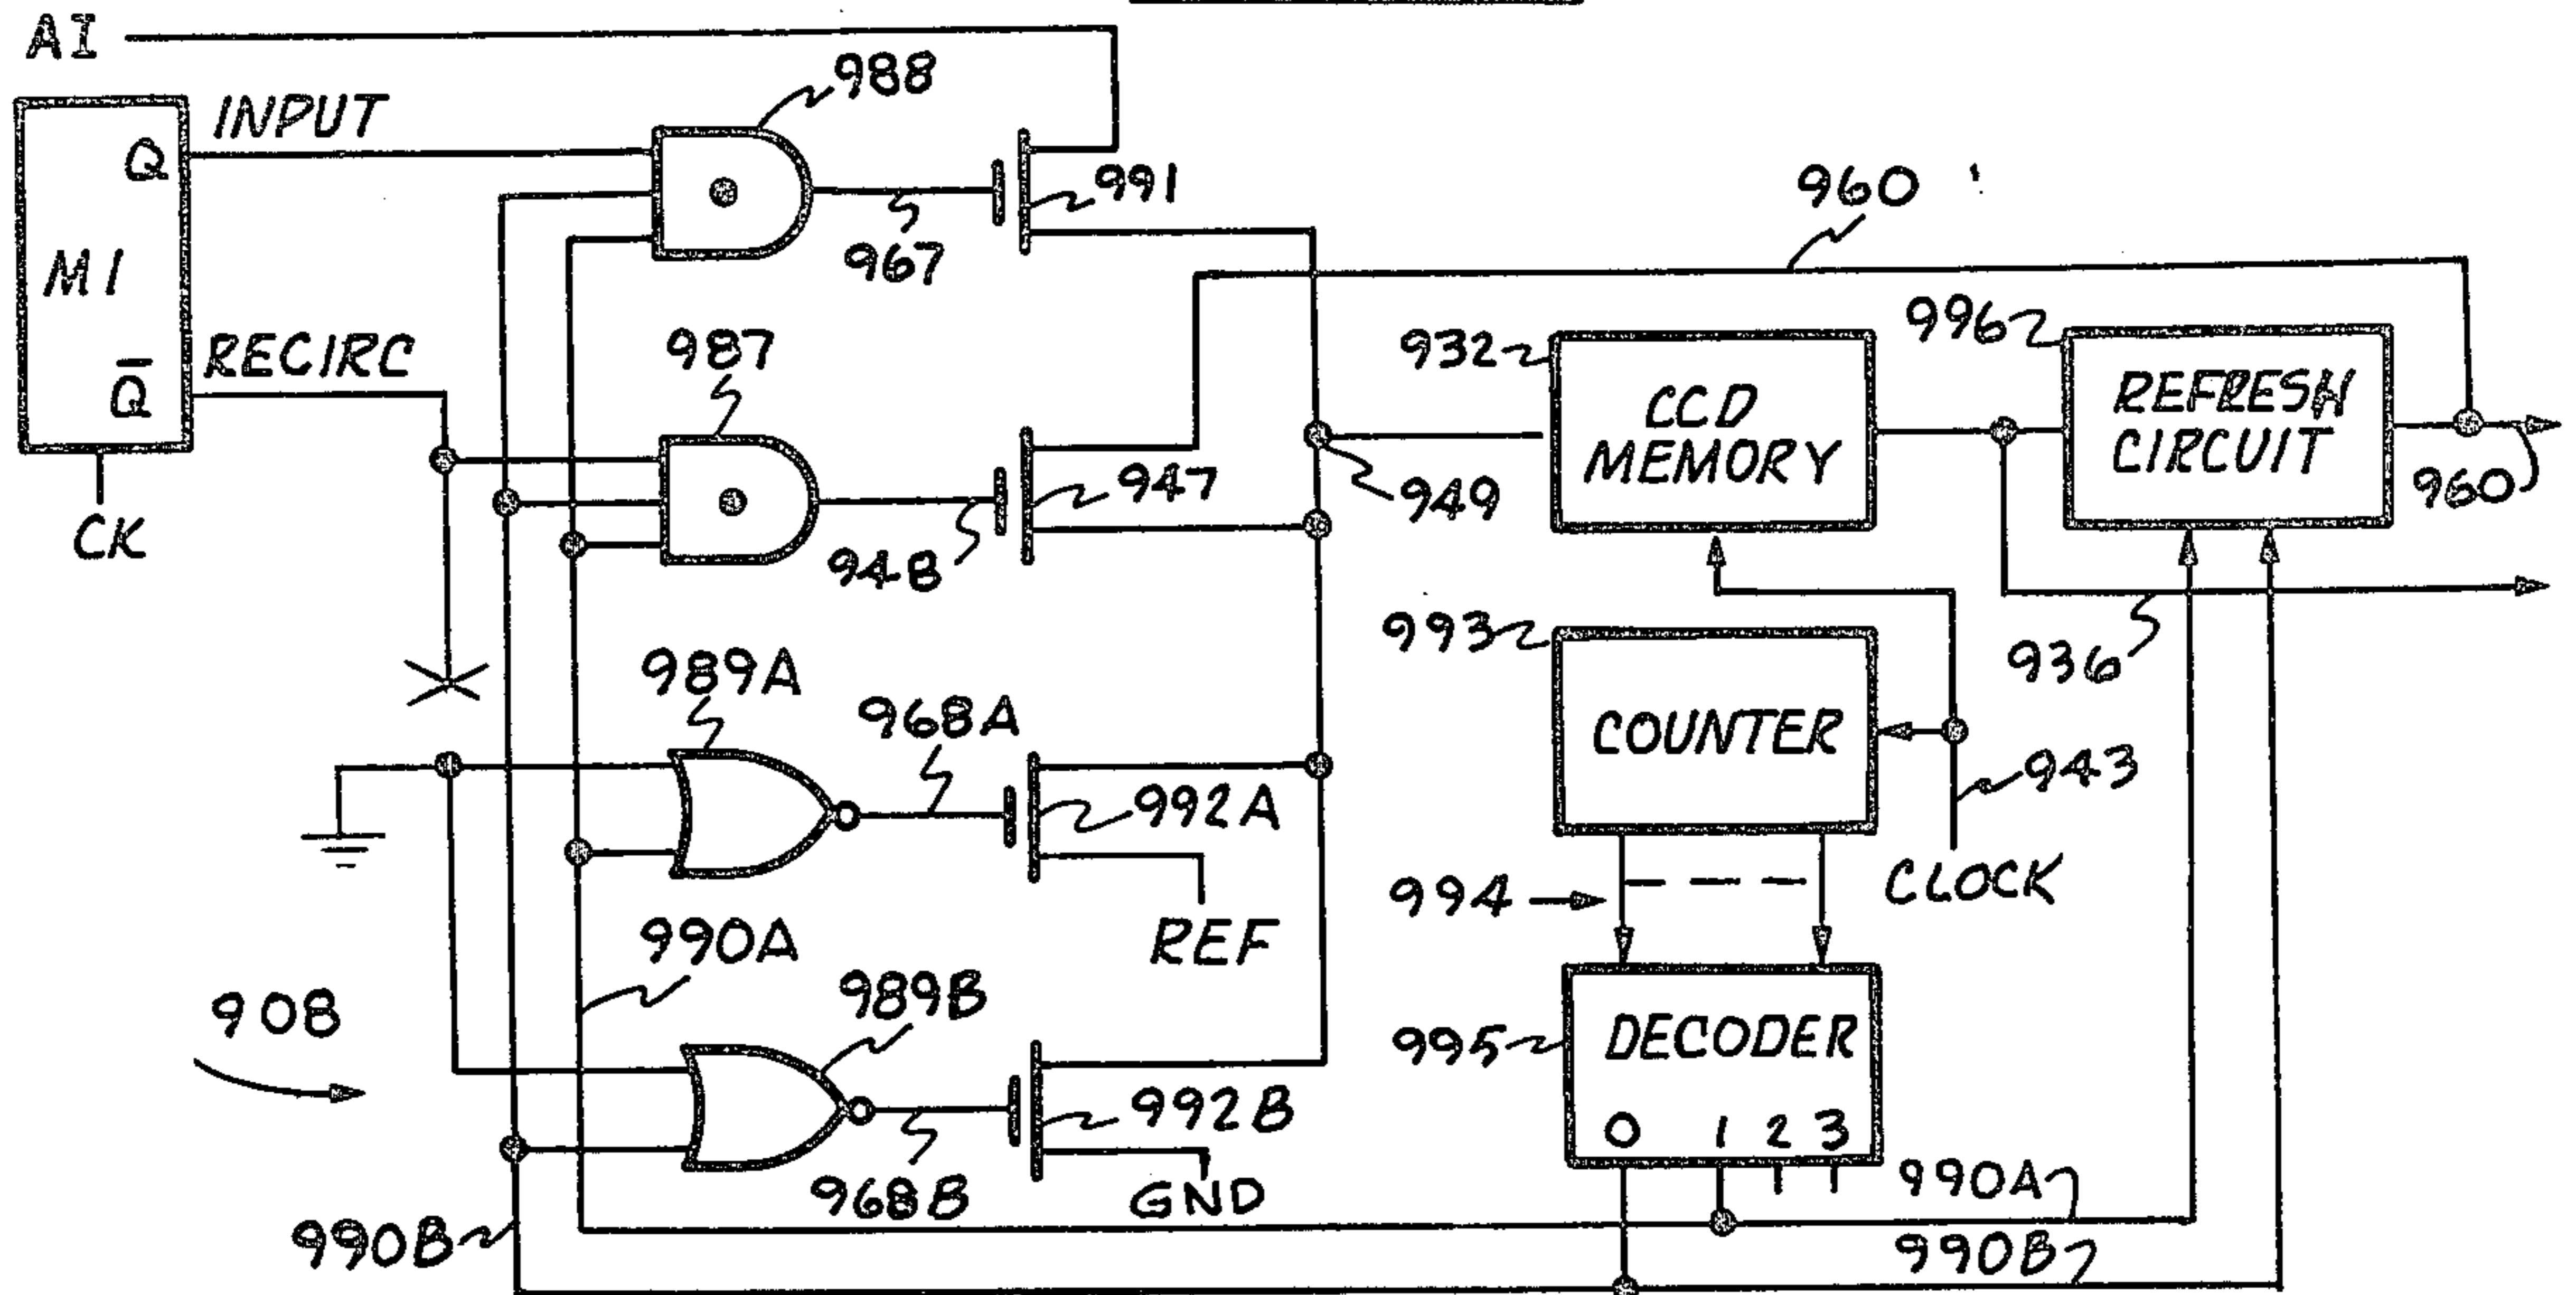 AI
988
INPUT
Q
991
960
M1
967
RECIRC
Q̅
987
932
996
CCD
MEMORY
REFRESH
CIRCUIT
947
949
960
CK
948
993
936
989A
968A
COUNTER
992A
943
994
CLOCK
990A
REF
908
989B
995
DECODER
992B
0 1 2 3
968B
GND
990A
990B
990B